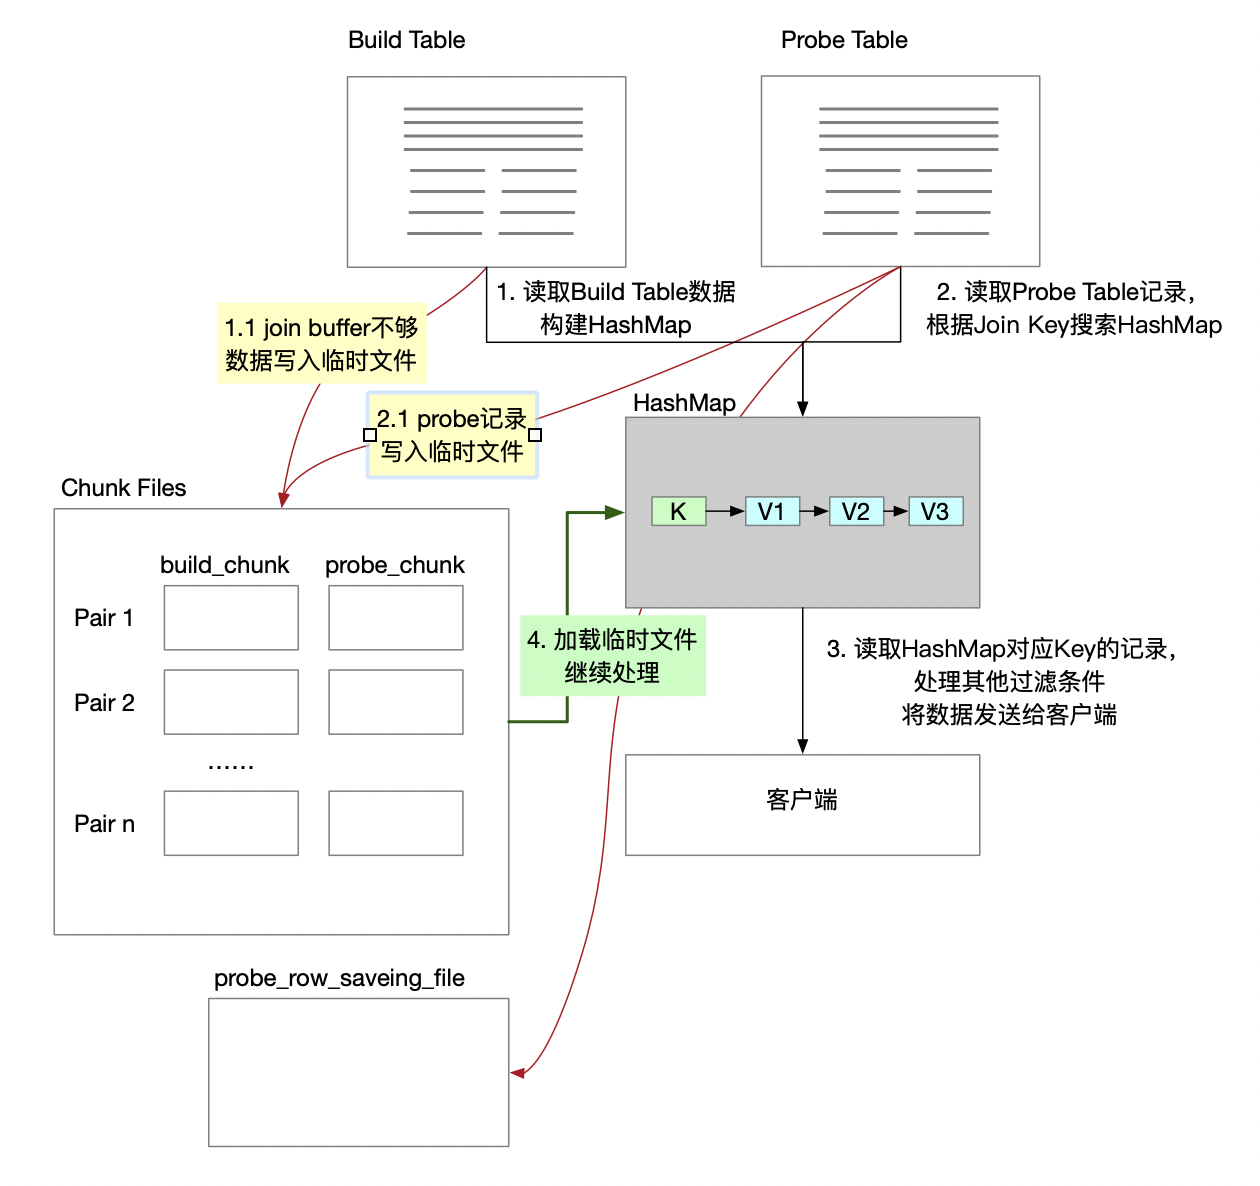 Build Table
Probe Table
1. 读取Build Table数据
构建HashMap
2. 读取Probe Table记录，
根据Join Key搜索HashMap
1.1 join buffer不够
数据写入临时文件
2.1 probe记录
写入临时文件
HashMap
K
V1
V2
V3
Chunk Files
build_chunk
probe_chunk
Pair 1
Pair 2
······
Pair n
4. 加载临时文件
继续处理
3. 读取HashMap对应Key的记录，
处理其他过滤条件
将数据发送给客户端
客户端
probe_row_saveing_file